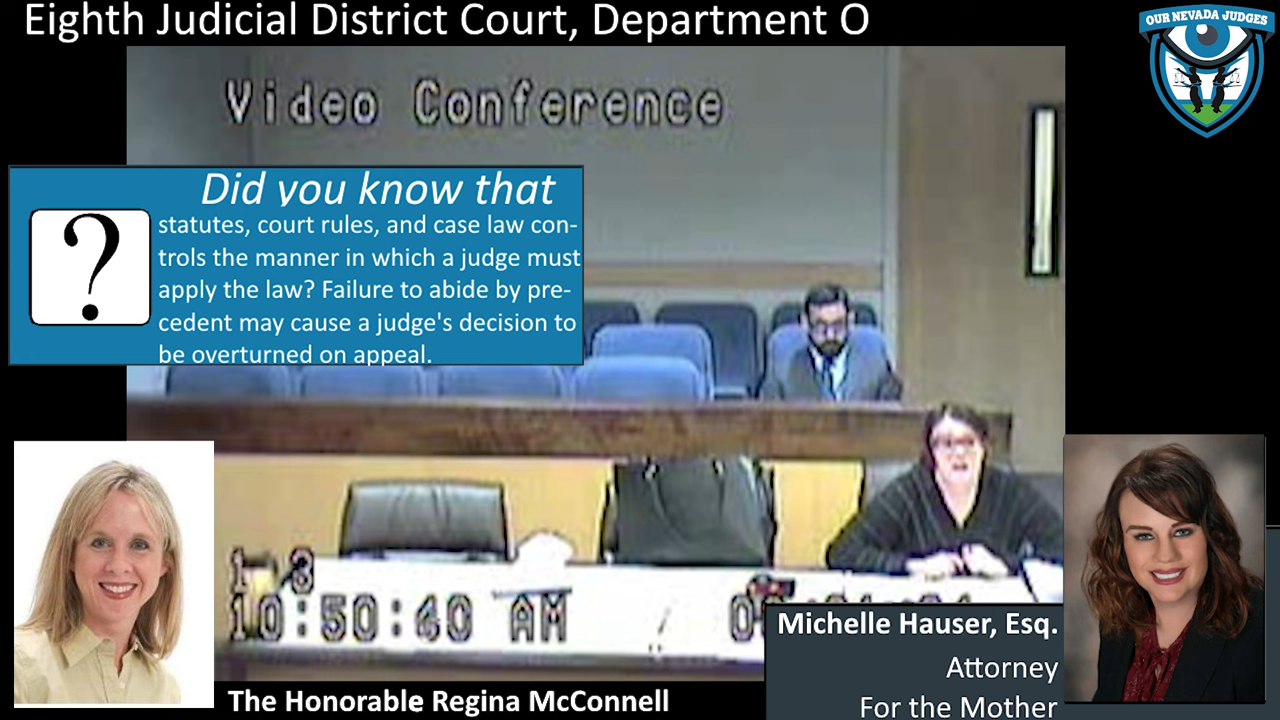 Eighth Judicial District Court, Department O
OUR NEVADA JUDGES
Video Conference
Did you know that
?
statutes, court rules, and case law con-
trols the manner in which a judge must
apply the law? Failure to abide by pre-
cedent may cause a judge's decision to
be overturned on appeal.
10:50:40 AM
Michelle Hauser, Esq.
Attorney
For the Mother
The Honorable Regina McConnell